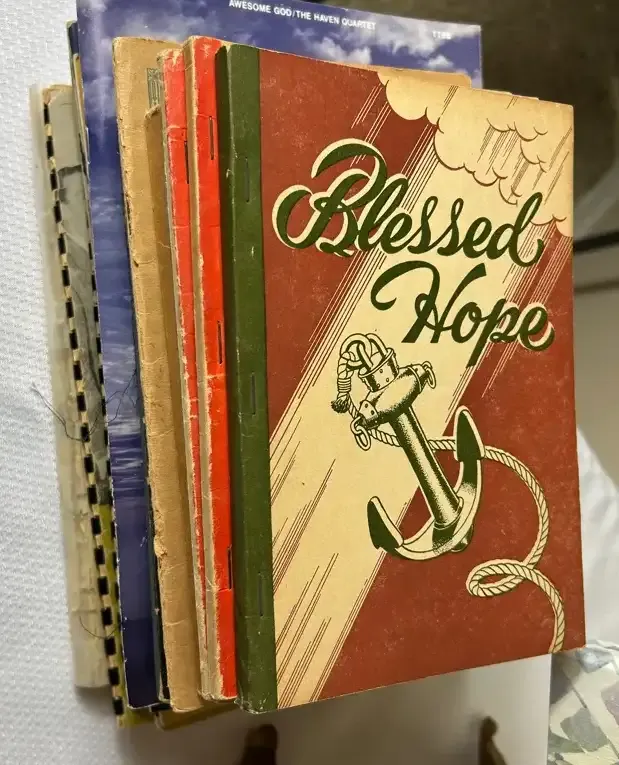 AWESOME GOD/THE HAVEN QUARTET
Blessed
Hope